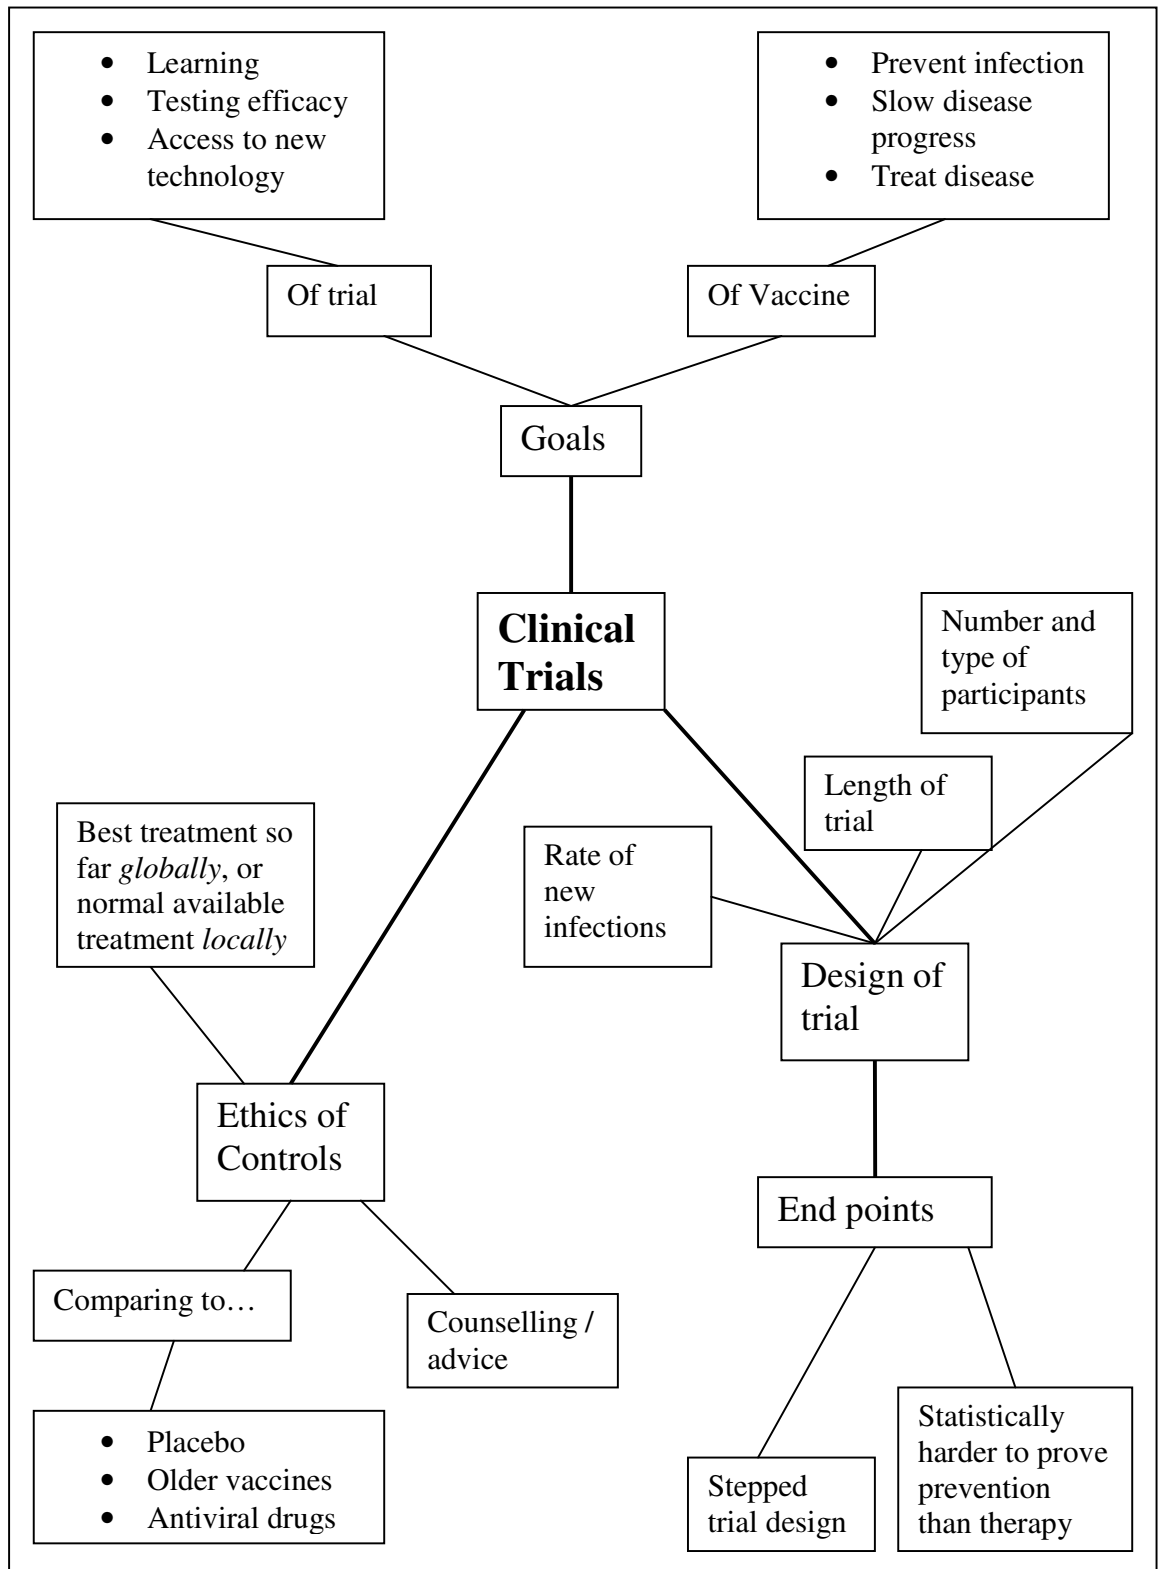 • Learning
• Testing efficacy
• Access to new
technology
• Prevent infection
• Slow disease
progress
• Treat disease
Of trial
Of Vaccine
Goals
Clinical
Trials
Number and
type of
participants
Length of
trial
Rate of
new
infections
Best treatment so
far globally, or
normal available
treatment locally
Design of
trial
Ethics of
Controls
End points
Comparing to…
Counselling /
advice
• Placebo
• Older vaccines
• Antiviral drugs
Stepped
trial design
Statistically
harder to prove
prevention
than therapy